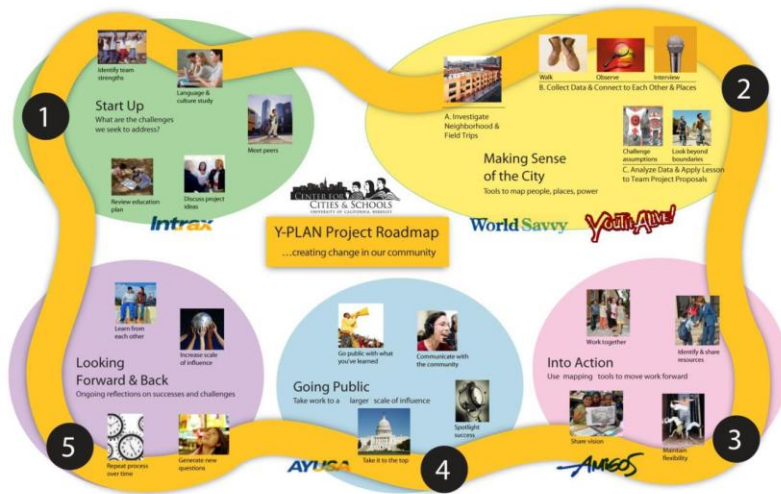 1
Identify team
strengths
Language &
culture study
Start Up
What are the challenges
we seek to address?
Meet peers
Review education
plan
Discuss project
ideas
Intrax
2
Walk
Observe
Interview
B. Collect Data & Connect to Each Other & Places
A. Investigate
Neighborhood &
Field Trips
Challenge
assumptions
Look beyond
boundaries
C. Analyze Data & Apply Lesson
to Team Project Proposals
Making Sense
of the City
Tools to map people, places, power
World Savvy
YOUTH ALIVE!
CENTER FOR
CITIES & SCHOOLS
UNIVERSITY OF CALIFORNIA, BERKELEY
Y-PLAN Project Roadmap
...creating change in our community
3
Work together
Identify & share
resources
Into Action
Use mapping tools to move work forward
Share vision
Maintain
flexibility
AMIGOS
4
Go public with what
you've learned
Communicate with
the community
Going Public
Take work to a larger scale of influence
Spotlight
success
Take it to the top
AYUSA
5
Learn from
each other
Increase scale
of influence
Looking
Forward & Back
Ongoing reflections on successes and challenges
Repeat process
over time
Generate new
questions